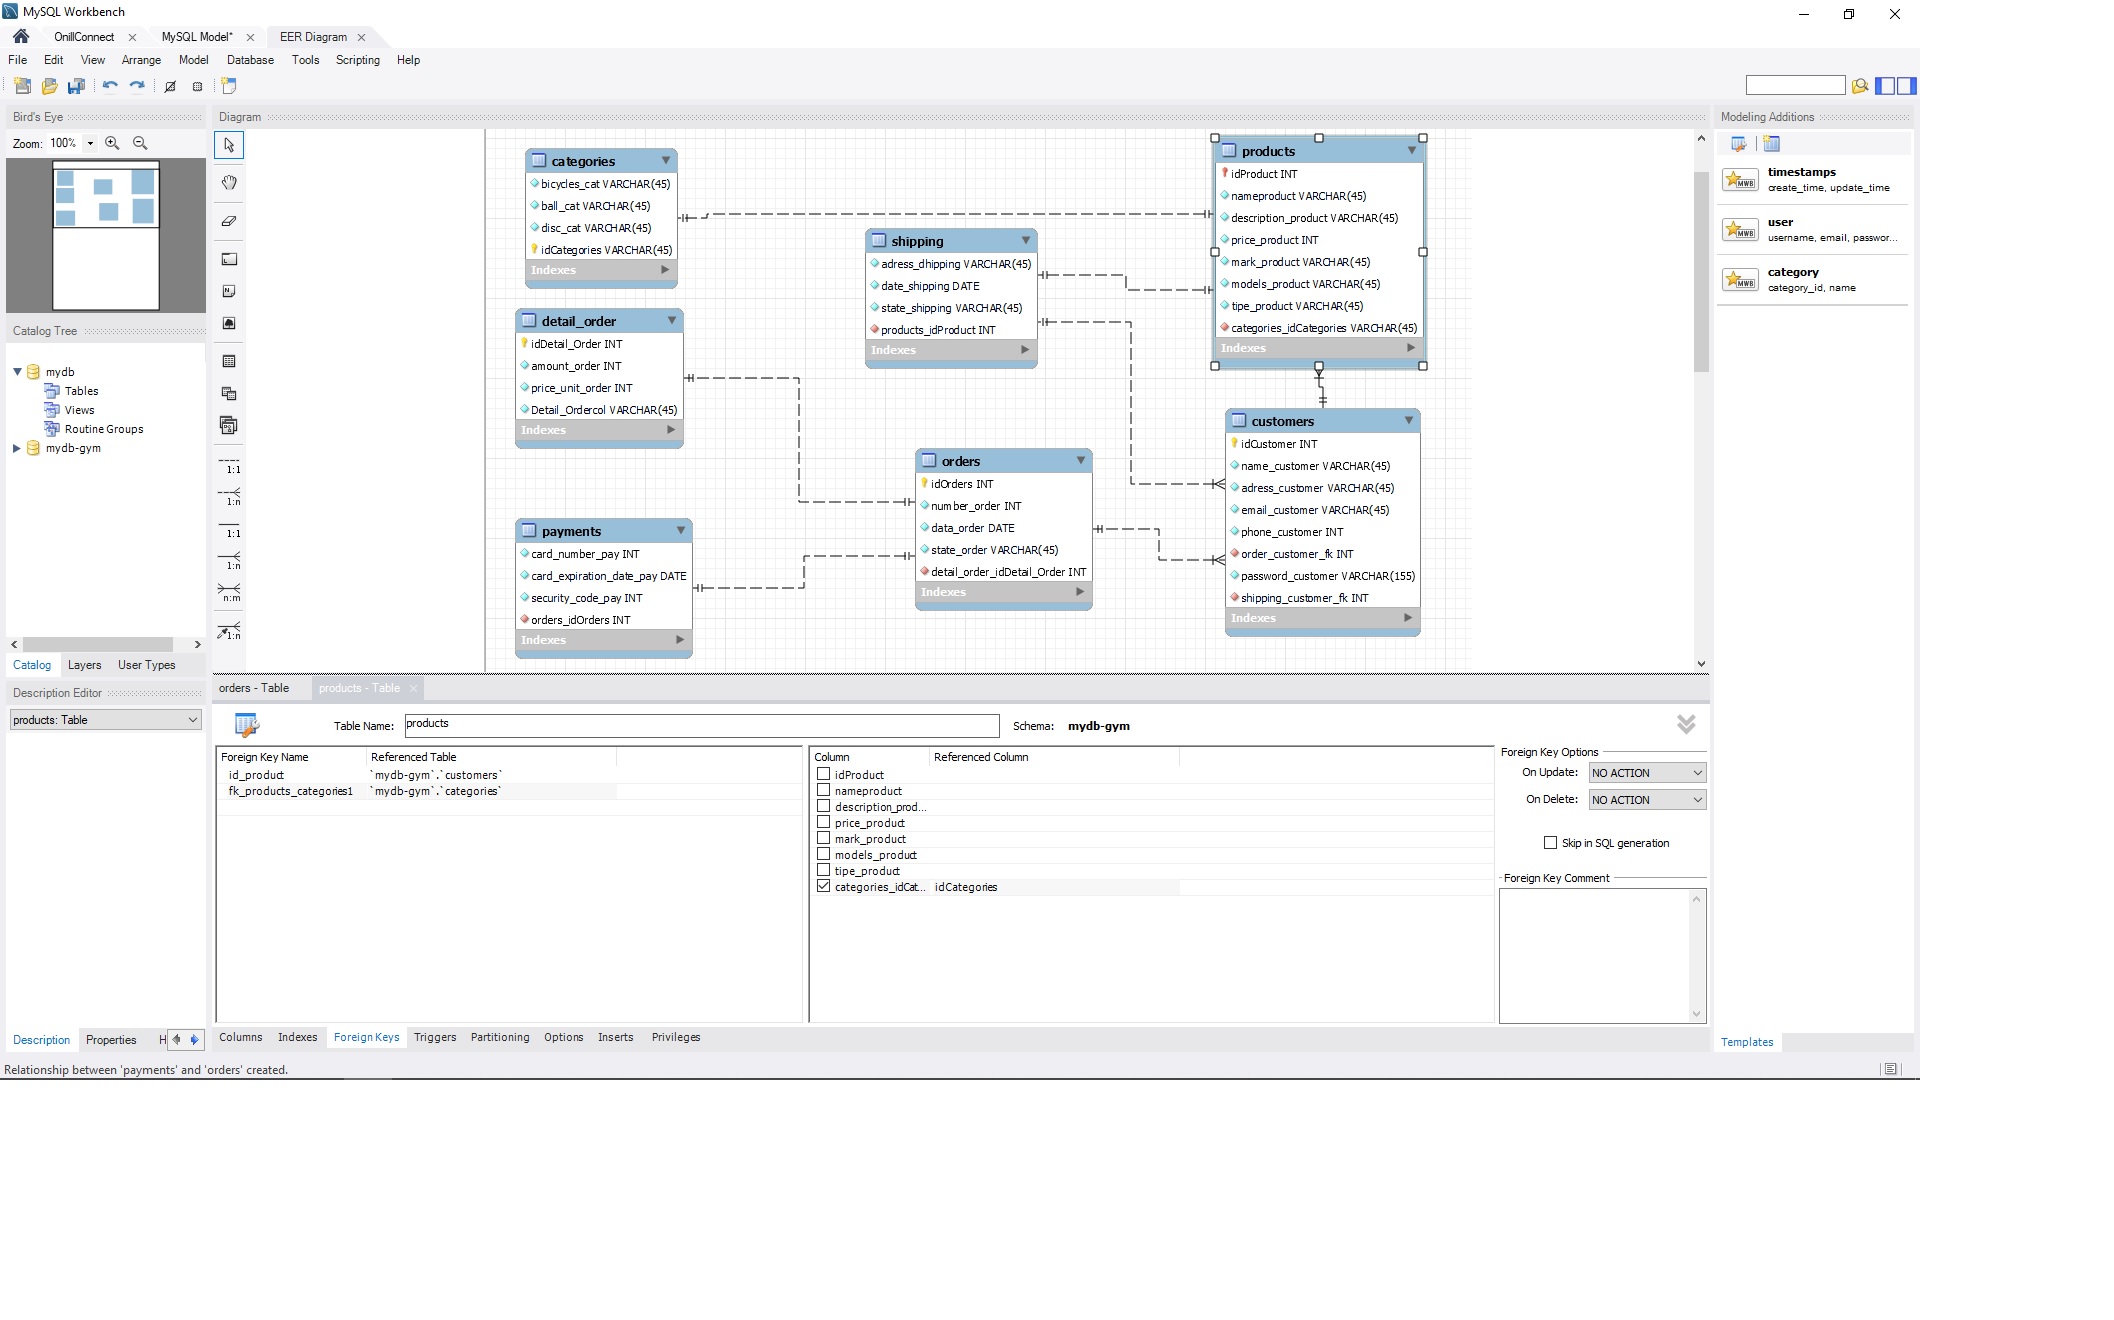 MySQL Workbench
OnillConnect
MySQL Model*
EER Diagram
File Edit View Arrange Model Database Tools Scripting Help
Bird's Eye
Zoom: 100%
Catalog Tree
mydb
Tables
Views
Routine Groups
mydb-gym
Catalog Layers User Types
Description Editor
products: Table
Description Properties H
Diagram
1:1
1:n
1:1
1:n
n:m
1:n
categories
bicycles_cat VARCHAR(45)
ball_cat VARCHAR(45)
disc_cat VARCHAR(45)
idCategories VARCHAR(45)
Indexes
detail_order
idDetail_Order INT
amount_order INT
price_unit_order INT
Detail_Ordercol VARCHAR(45)
Indexes
payments
card_number_pay INT
card_expiration_date_pay DATE
security_code_pay INT
orders_idOrders INT
Indexes
shipping
adress_dhipping VARCHAR(45)
date_shipping DATE
state_shipping VARCHAR(45)
products_idProduct INT
Indexes
orders
idOrders INT
number_order INT
data_order DATE
state_order VARCHAR(45)
detail_order_idDetail_Order INT
Indexes
products
idProduct INT
nameproduct VARCHAR(45)
description_product VARCHAR(45)
price_product INT
mark_product VARCHAR(45)
models_product VARCHAR(45)
tipe_product VARCHAR(45)
categories_idCategories VARCHAR(45)
Indexes
customers
idCustomer INT
name_customer VARCHAR(45)
adress_customer VARCHAR(45)
email_customer VARCHAR(45)
phone_customer INT
order_customer_fk INT
password_customer VARCHAR(155)
shipping_customer_fk INT
Indexes
Modeling Additions
MWB
timestamps
create_time, update_time
MWB
user
username, email, passwor...
MWB
category
category_id, name
Templates
orders - Table
products - Table
Table Name: products Schema: mydb-gym
Foreign Key Name Referenced Table
id_product `mydb-gym`.`customers`
fk_products_categories1 `mydb-gym`.`categories`
Column Referenced Column
idProduct
nameproduct
description_prod...
price_product
mark_product
models_product
tipe_product
categories_idCat... idCategories
Foreign Key Options
On Update: NO ACTION
On Delete: NO ACTION
Skip in SQL generation
Foreign Key Comment
Columns Indexes Foreign Keys Triggers Partitioning Options Inserts Privileges
Relationship between 'payments' and 'orders' created.